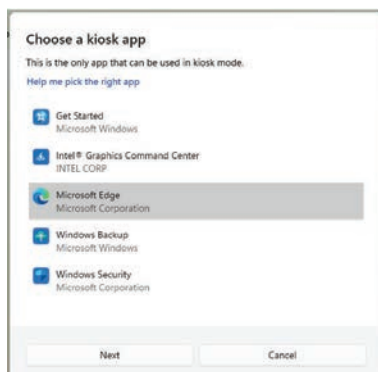 Choose a kiosk app
This is the only app that can be used in kiosk mode.
Help me pick the right app
Get Started
Microsoft Windows
Intel® Graphics Command Center
INTEL CORP
Microsoft Edge
Microsoft Corporation
Windows Backup
Microsoft Windows
Windows Security
Microsoft Corporation
Next
Cancel